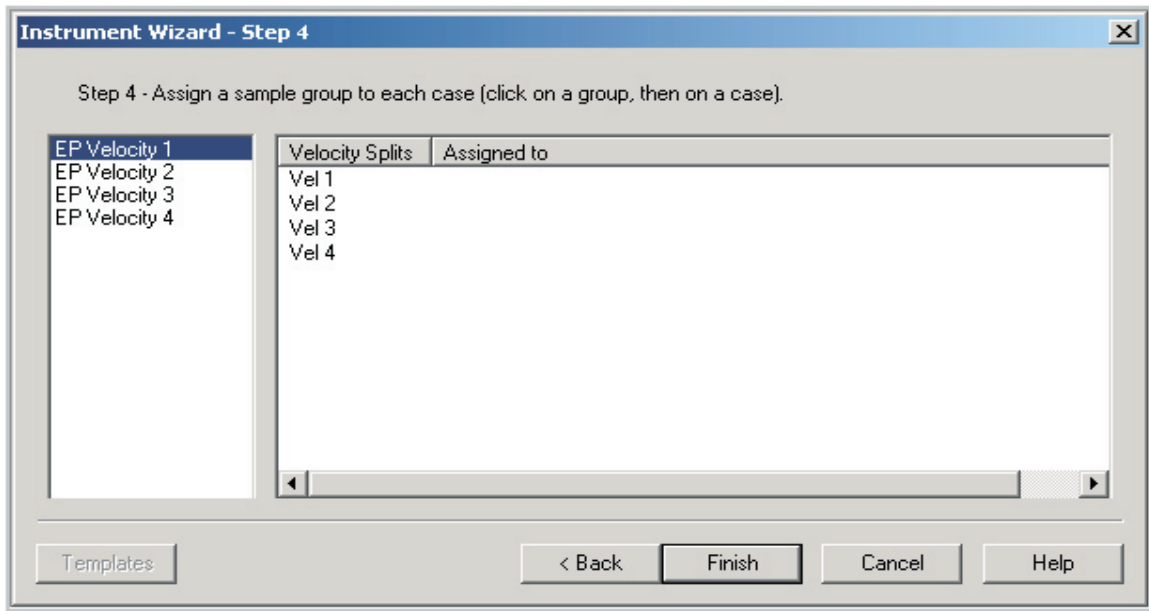 Instrument Wizard - Step 4
Step 4 - Assign a sample group to each case (click on a group, then on a case).
EP Velocity 1
EP Velocity 2
EP Velocity 3
EP Velocity 4
Velocity Splits Assigned to
Vel 1
Vel 2
Vel 3
Vel 4
Templates < Back Finish Cancel Help